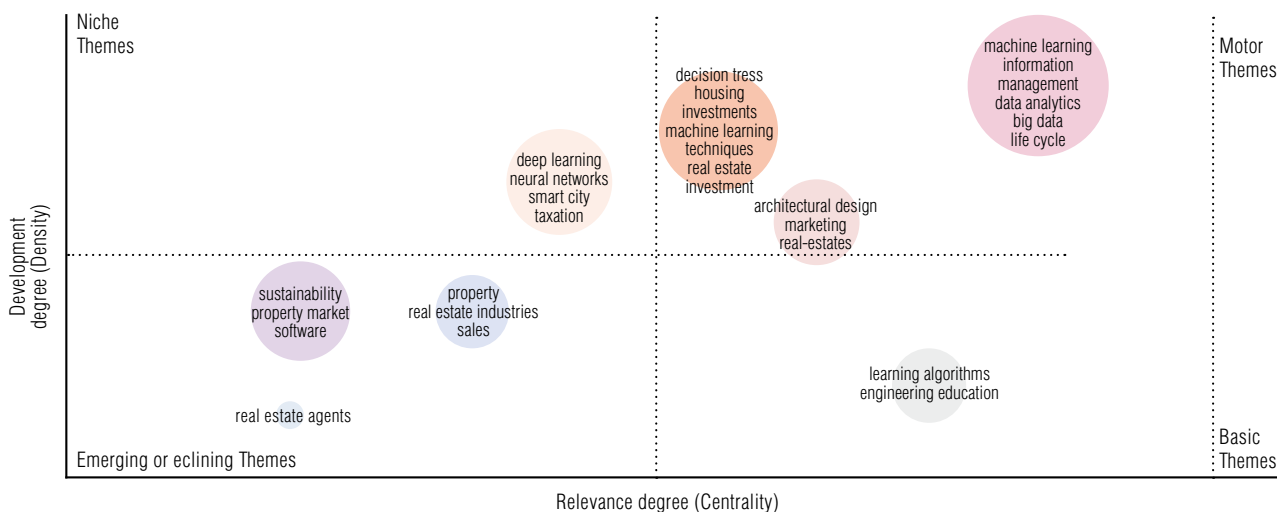 Niche
Themes
Motor
Themes
machine learning
information
management
data analytics
big data
life cycle
decision tress
housing
investments
machine learning
techniques
real estate
investment
deep learning
neural networks
smart city
taxation
architectural design
marketing
real-estates
Development
degree (Density)
sustainability
property market
software
property
real estate industries
sales
learning algorithms
engineering education
real estate agents
Emerging or eclining Themes
Basic
Themes
Relevance degree (Centrality)